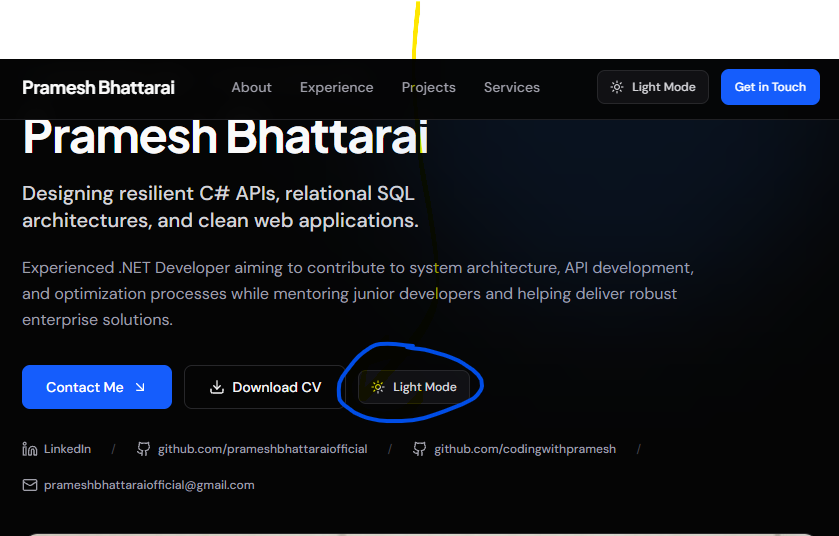 Pramesh Bhattarai About Experience Projects Services Light Mode Get in Touch
Pramesh Bhattarai
Designing resilient C# APIs, relational SQL
architectures, and clean web applications.
Experienced .NET Developer aiming to contribute to system architecture, API development,
and optimization processes while mentoring junior developers and helping deliver robust
enterprise solutions.
Contact Me Download CV Light Mode
LinkedIn / github.com/prameshbhattaraiofficial / github.com/codingwithpramesh /
prameshbhattaraiofficial@gmail.com